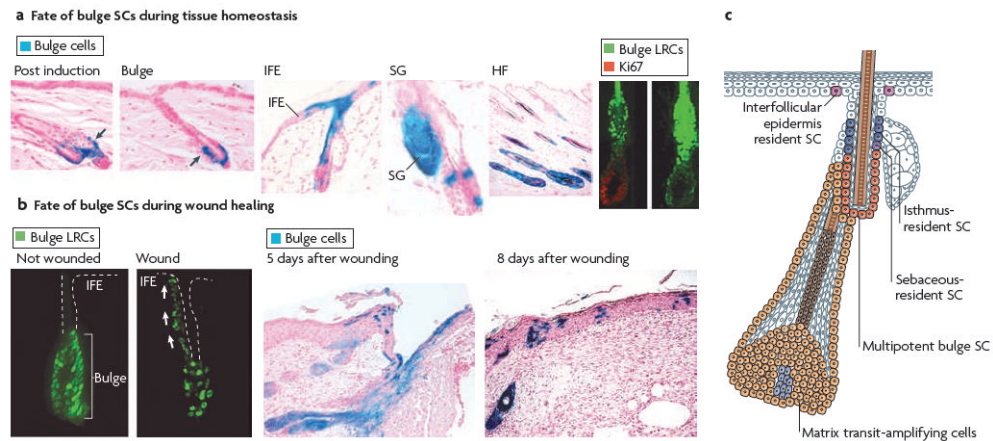 a Fate of bulge SCs during tissue homeostasis
Bulge cells
Post induction
Bulge
IFE
IFE
SG
SG
HF
Bulge LRCs
Ki67
b Fate of bulge SCs during wound healing
Bulge LRCs
Not wounded
IFE
Bulge
Wound
IFE
Bulge cells
5 days after wounding
8 days after wounding
c
Interfollicular
epidermis
resident SC
Isthmus-
resident SC
Sebaceous-
resident SC
Multipotent bulge SC
Matrix transit-amplifying cells